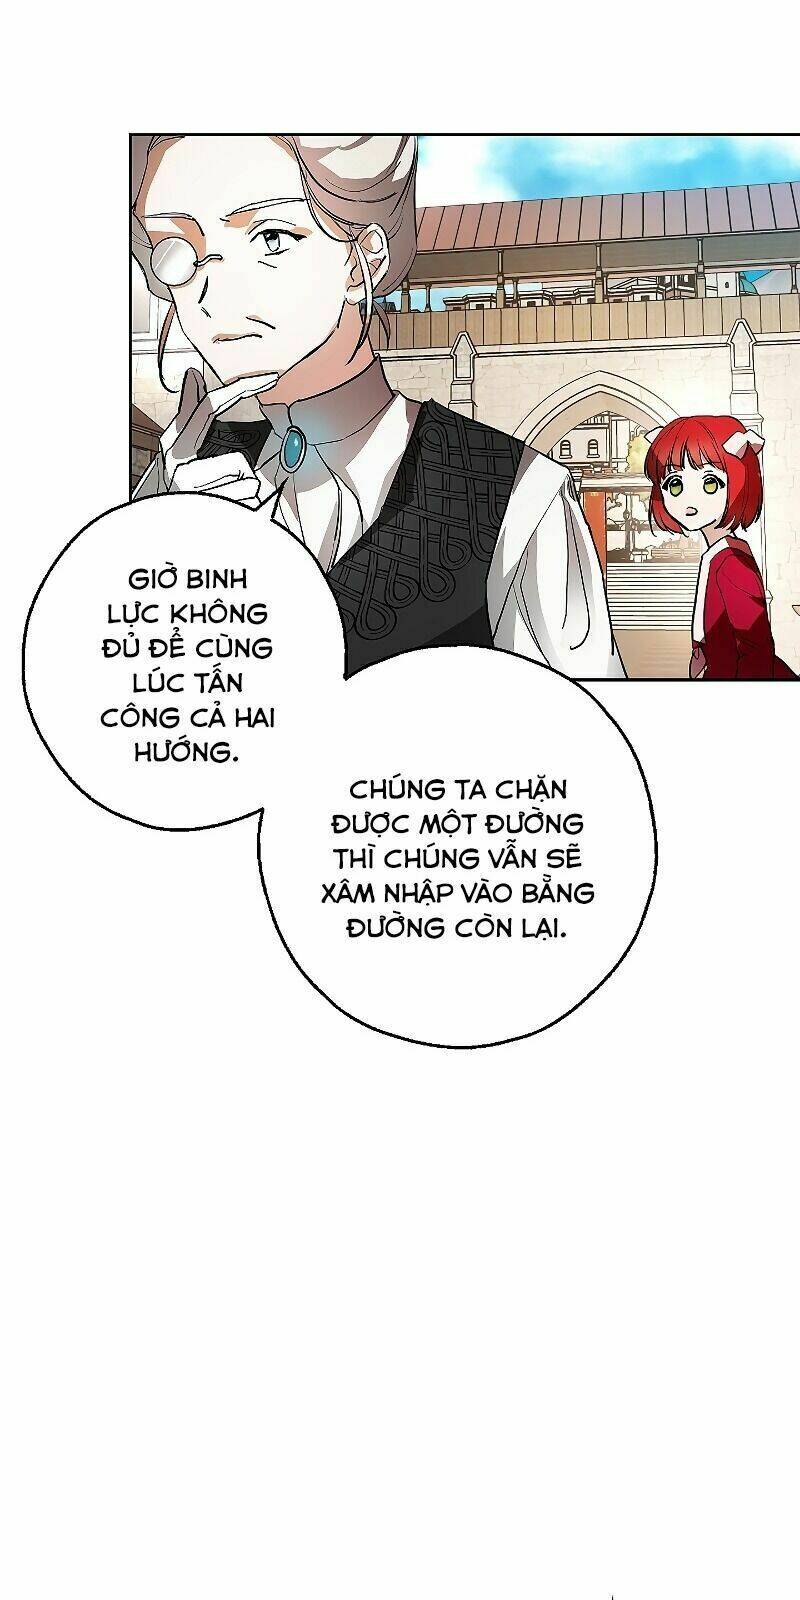 GIỜ BINH
LỰC KHÔNG
ĐỦ ĐỂ CÙNG
LÚC TẤN
CÔNG CẢ HAI
HƯỚNG.
CHÚNG TA CHẶN
ĐƯỢC MỘT ĐƯỜNG
THÌ CHÚNG VẪN SẼ
XÂM NHẬP VÀO BẰNG
ĐƯỜNG CÒN LẠI.